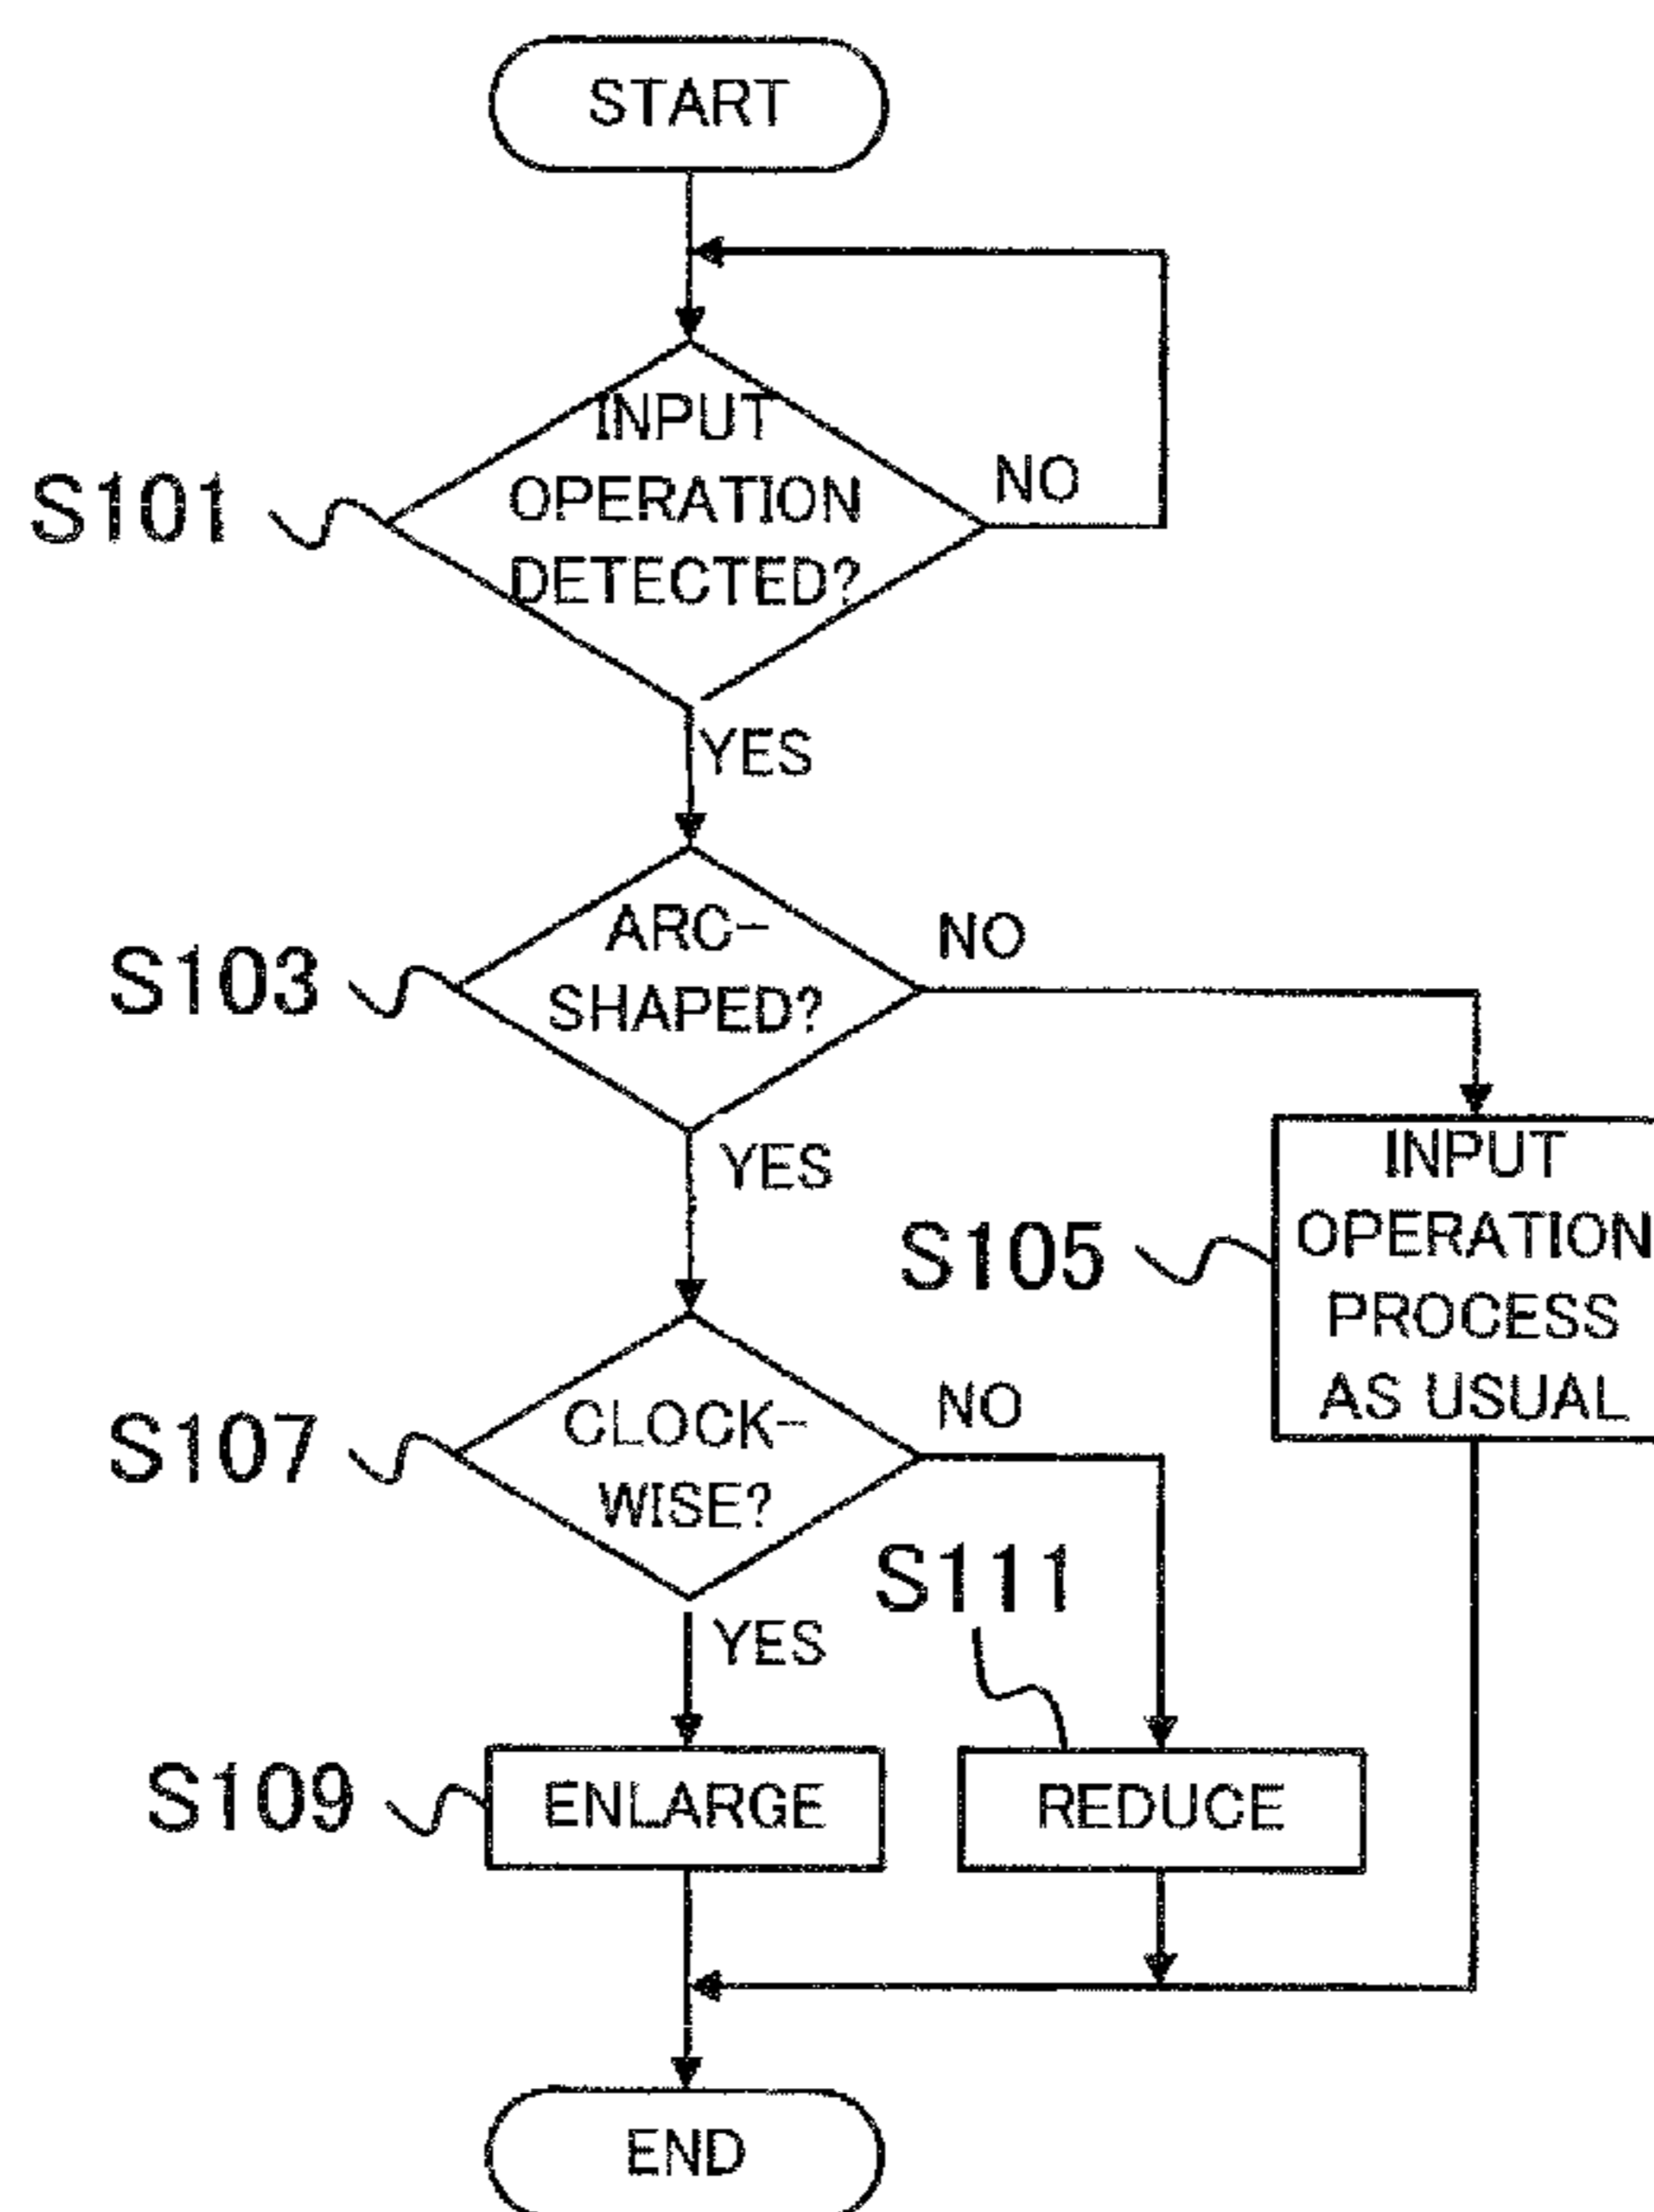 START
INPUT
OPERATION
DETECTED?
S101
NO
YES
ARC-
SHAPED?
S103
NO
YES
INPUT
OPERATION
PROCESS
AS USUAL
S105
CLOCK-
WISE?
S107
NO
YES
S111
S109
ENLARGE
REDUCE
END